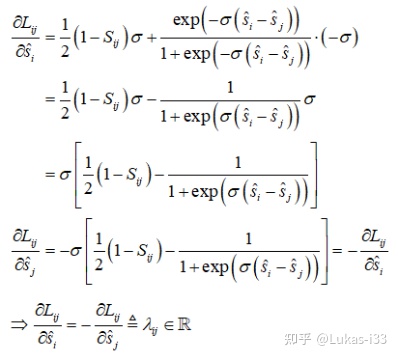 ∂L_ij/∂ŝ_i = 1/2(1−S_ij)σ + exp(−σ(ŝ_i−ŝ_j))/(1+exp(−σ(ŝ_i−ŝ_j)))·(−σ)
= 1/2(1−S_ij)σ − 1/(1+exp(σ(ŝ_i−ŝ_j)))σ
= σ[1/2(1−S_ij) − 1/(1+exp(σ(ŝ_i−ŝ_j)))]
∂L_ij/∂ŝ_j = −σ[1/2(1−S_ij) − 1/(1+exp(σ(ŝ_i−ŝ_j)))] = −∂L_ij/∂ŝ_i
⇒ ∂L_ij/∂ŝ_i = −∂L_ij/∂ŝ_j ≜ λ_ij ∈ ℝ
知乎 @Lukas-i33